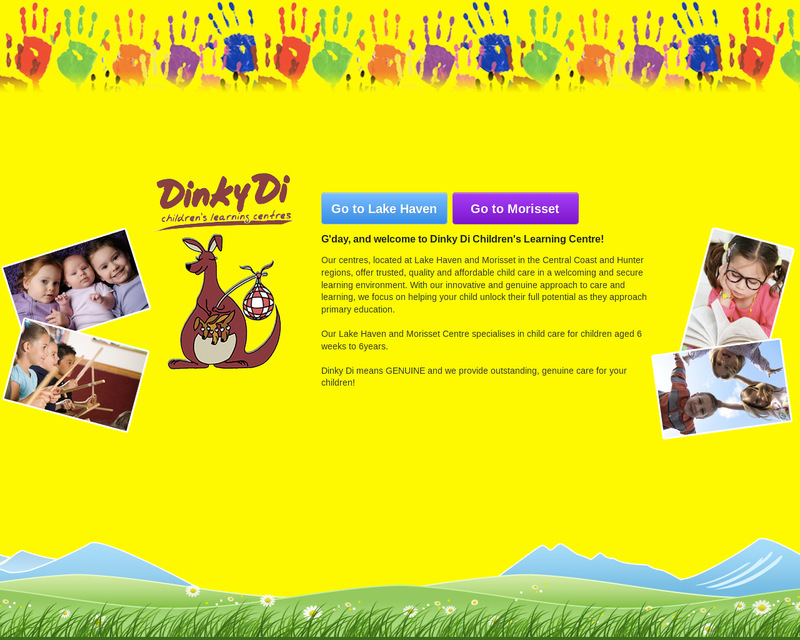 Dinky Di
children's learning centres
Go to Lake Haven
Go to Morisset
G'day, and welcome to Dinky Di Children's Learning Centre!
Our centres, located at Lake Haven and Morisset in the Central Coast and Hunter
regions, offer trusted, quality and affordable child care in a welcoming and secure
learning environment. With our innovative and genuine approach to care and
learning, we focus on helping your child unlock their full potential as they approach
primary education.
Our Lake Haven and Morisset Centre specialises in child care for children aged 6
weeks to 6years.
Dinky Di means GENUINE and we provide outstanding, genuine care for your
children!